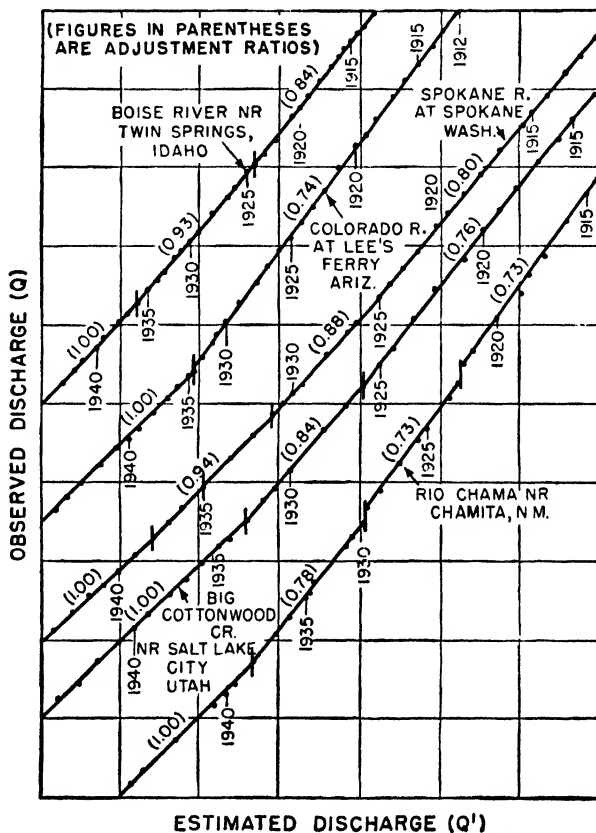 (FIGURES IN PARENTHESES
ARE ADJUSTMENT RATIOS)
BOISE RIVER NR
TWIN SPRINGS,
IDAHO
(0.84)
1915
1920
1925
(0.93)
1930
1935
(1.00)
1940
1915
1912
(0.74)
1920
COLORADO R.
AT LEE'S
FERRY
ARIZ.
1925
1930
1935
(1.00)
1940
SPOKANE R.
AT SPOKANE
WASH.
1915
(0.80)
1920
(0.88)
1925
1930
(0.94)
1935
(1.00)
1940
1915
(0.76)
1920
1925
(0.84)
1930
1935
(1.00)
1940
BIG
COTTONWOOD
CR.
NR SALT LAKE
CITY
UTAH
1915
(0.73)
1920
(0.73)
1925
RIO CHAMA NR
CHAMITA, N M.
1930
(0.78)
1935
(1.00)
1940
OBSERVED DISCHARGE (Q)
ESTIMATED DISCHARGE (Q')